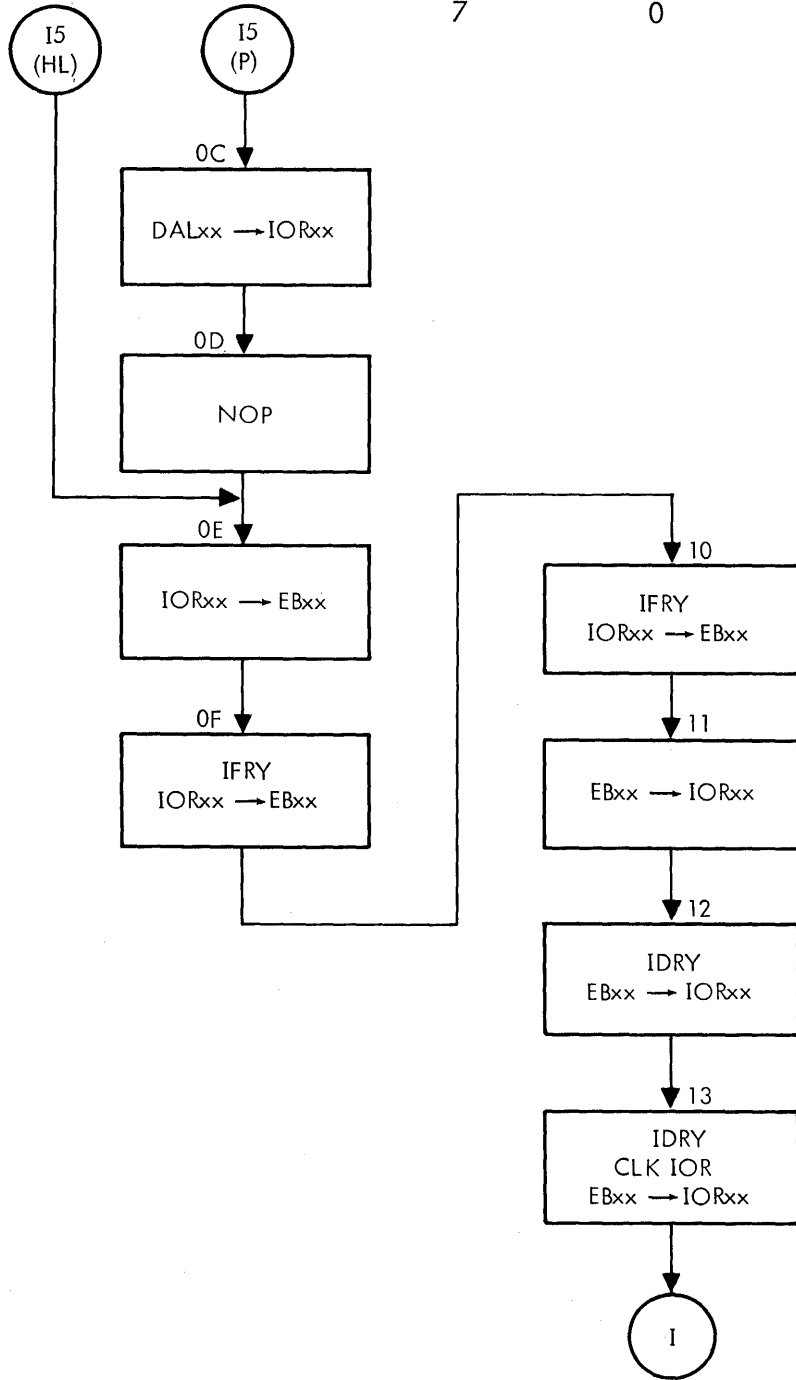 I5
(HL)
I5
(P)
7 0
0C
DALxx → IORxx
0D
NOP
0E
IORxx → EBxx
0F
IFRY
IORxx → EBxx
10
IFRY
IORxx → EBxx
11
EBxx → IORxx
12
IDRY
EBxx → IORxx
13
IDRY
CLK IOR
EBxx → IORxx
I